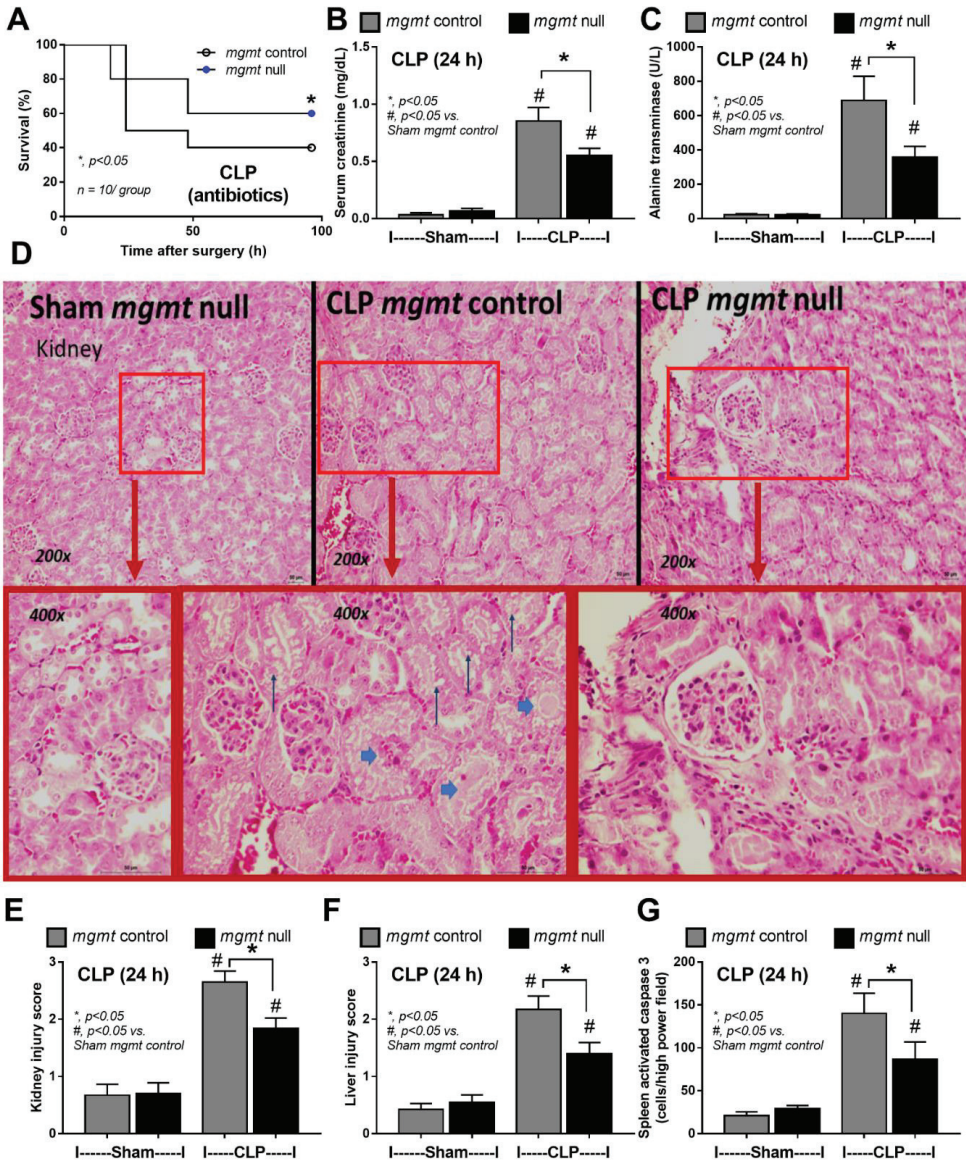 A
Survival (%)
100
80
60
40
20
0
mgmt control
mgmt null
*
*, p<0.05
n = 10/ group
CLP
(antibiotics)
0
50
100
Time after surgery (h)
B
mgmt control
mgmt null
Serum creatinine (mg/dL)
1.5
1.0
0.5
0.0
CLP (24 h)
*, p<0.05
#, p<0.05 vs.
Sham mgmt control
#
*
#
I------Sham-----I
I-----CLP-----I
C
mgmt control
mgmt null
Alanine transminase (U/L)
1000
800
600
400
200
0
CLP (24 h)
*, p<0.05
#, p<0.05 vs.
Sham mgmt control
#
*
#
I------Sham-----I
I-----CLP-----I
D
Sham mgmt null
Kidney
200x
CLP mgmt control
200x
CLP mgmt null
200x
400x
400x
400x
E
mgmt control
mgmt null
Kidney injury score
3
2
1
0
CLP (24 h)
*, p<0.05
#, p<0.05 vs.
Sham mgmt control
#
*
#
I------Sham-----I
I-----CLP-----I
F
mgmt control
mgmt null
Liver injury score
3
2
1
0
CLP (24 h)
*, p<0.05
#, p<0.05 vs.
Sham mgmt control
#
*
#
I------Sham-----I
I-----CLP-----I
G
mgmt control
mgmt null
Spleen activated caspase 3
(cells/high power field)
200
150
100
50
0
CLP (24 h)
*, p<0.05
#, p<0.05 vs.
Sham mgmt control
#
*
#
I------Sham-----I
I-----CLP-----I